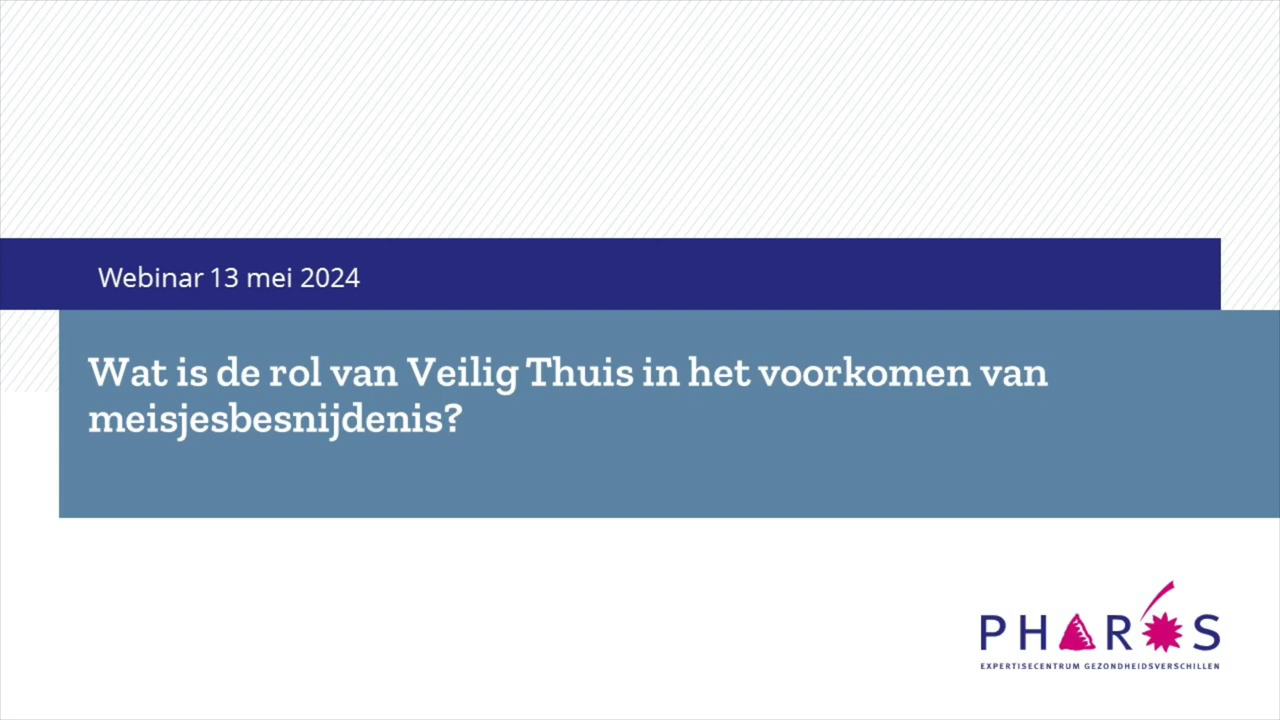 Webinar 13 mei 2024
Wat is de rol van Veilig Thuis in het voorkomen van
meisjesbesnijdenis?
PHAROS
EXPERTISECENTRUM GEZONDHEIDSVERSCHILLEN